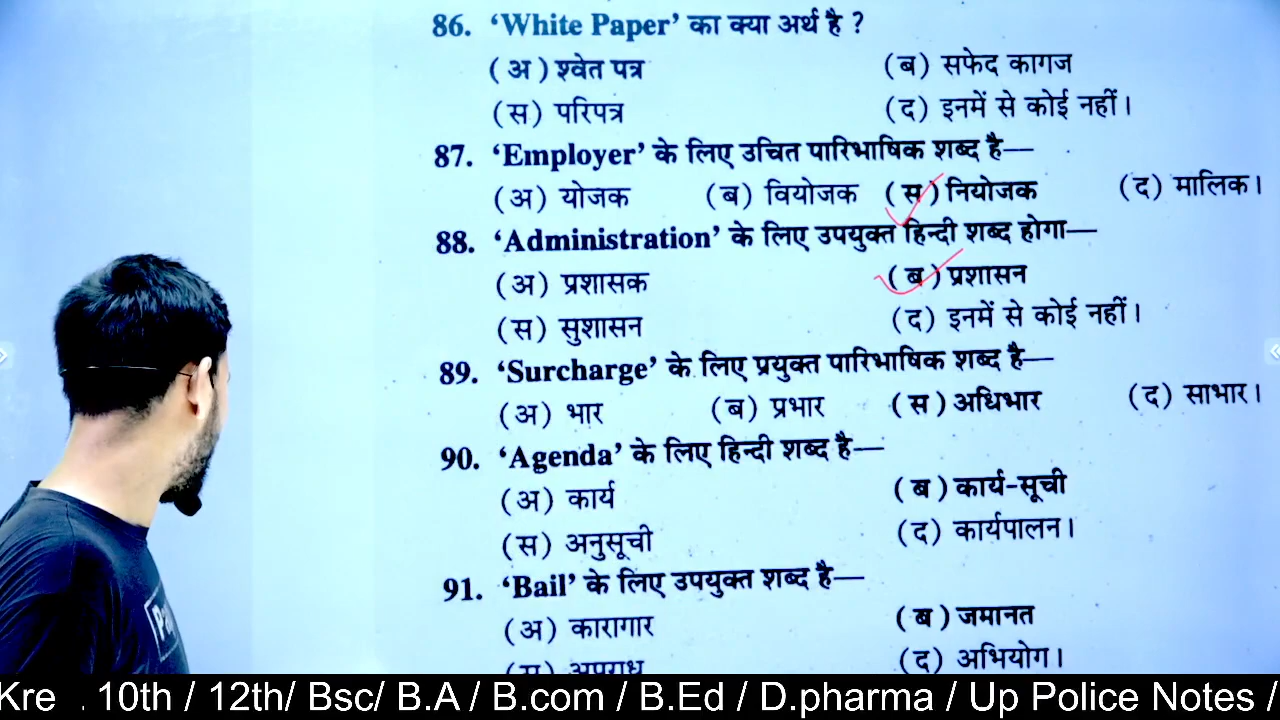 86. ‘White Paper’ का क्या अर्थ है ?
(अ) श्वेत पत्र (ब) सफेद कागज
(स) परिपत्र (द) इनमें से कोई नहीं।
87. ‘Employer’ के लिए उचित पारिभाषिक शब्द है—
(अ) योजक (ब) वियोजक (स) नियोजक (द) मालिक।
88. ‘Administration’ के लिए उपयुक्त हिन्दी शब्द होगा—
(अ) प्रशासक (ब) प्रशासन
(स) सुशासन (द) इनमें से कोई नहीं।
89. ‘Surcharge’ के लिए प्रयुक्त पारिभाषिक शब्द है—
(अ) भार (ब) प्रभार (स) अधिभार (द) साभार।
90. ‘Agenda’ के लिए हिन्दी शब्द है—
(अ) कार्य (ब) कार्य-सूची
(स) अनुसूची (द) कार्यपालन।
91. ‘Bail’ के लिए उपयुक्त शब्द है—
(अ) कारागार (ब) जमानत
(स) अपराध (द) अभियोग।
Kre . 10th / 12th/ Bsc/ B.A / B.com / B.Ed / D.pharma / Up Police Notes /